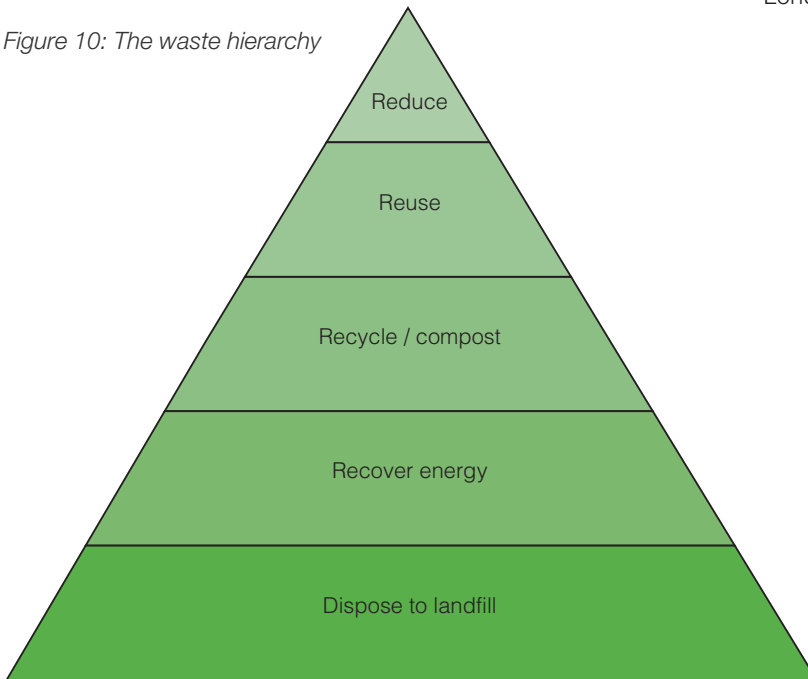 Figure 10: The waste hierarchy
Reduce
Reuse
Recycle / compost
Recover energy
Dispose to landfill